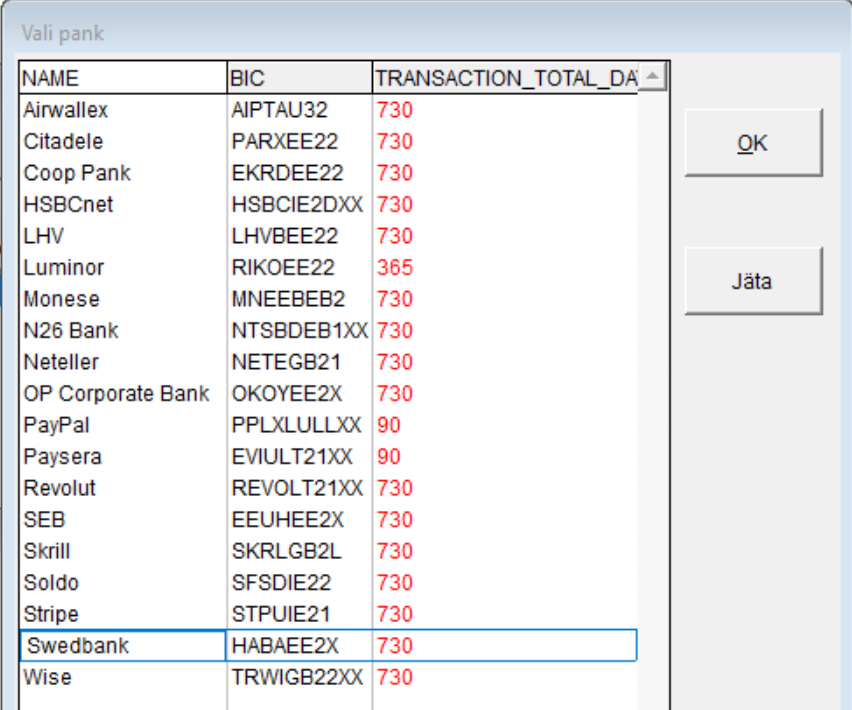 Vali pank
NAME BIC TRANSACTION_TOTAL_DA
Airwallex AIPTAU32 730
Citadele PARXEE22 730
OK
Coop Pank EKRDEE22 730
HSBCnet HSBCIE2DXX 730
LHV LHVBEE22 730
Luminor RIKOEE22 365
Jäta
Monese MNEEBEB2 730
N26 Bank NTSBDEB1XX 730
Neteller NETEGB21 730
OP Corporate Bank OKOYEE2X 730
PayPal PPLXLULLXX 90
Paysera EVIULT21XX 90
Revolut REVOLT21XX 730
SEB EEUHEE2X 730
Skrill SKRLGB2L 730
Soldo SFSDIE22 730
Stripe STPUIE21 730
Swedbank HABAEE2X 730
Wise TRWIGB22XX 730